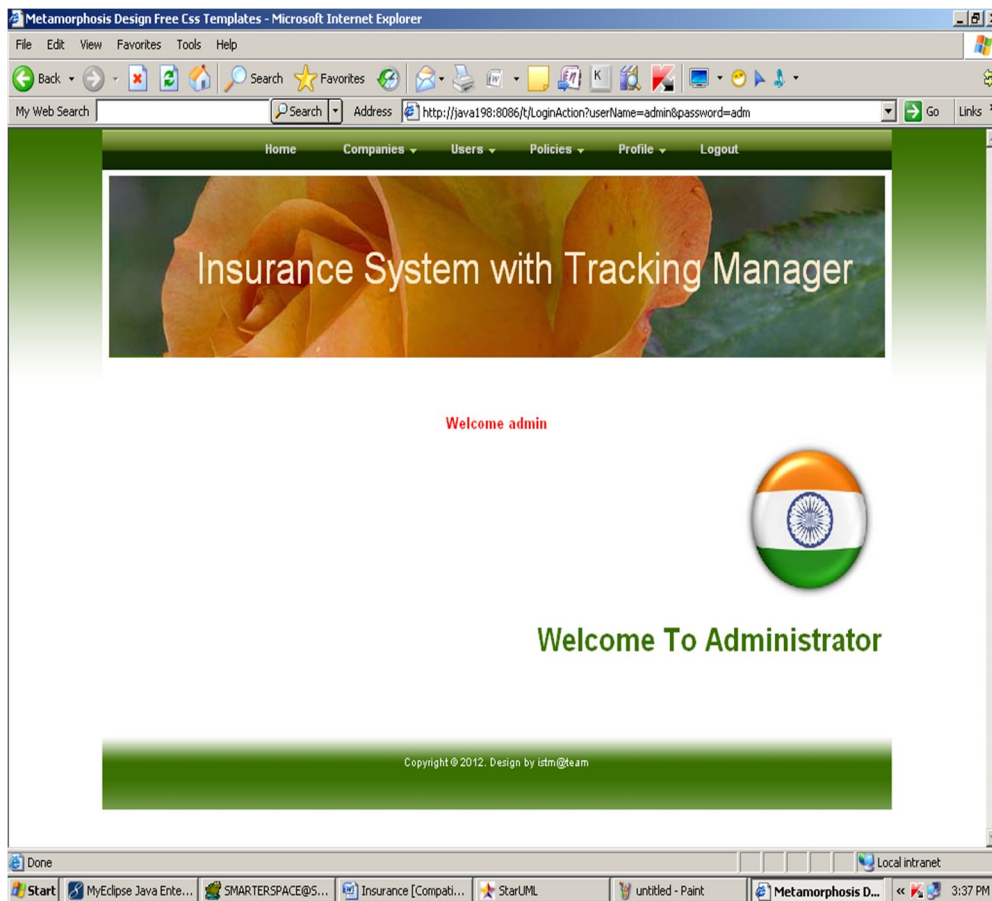 Metamorphosis Design Free Css Templates - Microsoft Internet Explorer
File Edit View Favorites Tools Help
Back Search Favorites K
My Web Search Search Address http://java198:8086/t/LoginAction?userName=admin&password=adm Go Links
Home Companies Users Policies Profile Logout
Insurance System with Tracking Manager
Welcome admin
Welcome To Administrator
Copyright © 2012. Design by istm@team
Done Local intranet
Start MyEclipse Java Ente... SMARTERSPACE@S... Insurance [Compati... StarUML untitled - Paint Metamorphosis D... « 3:37 PM